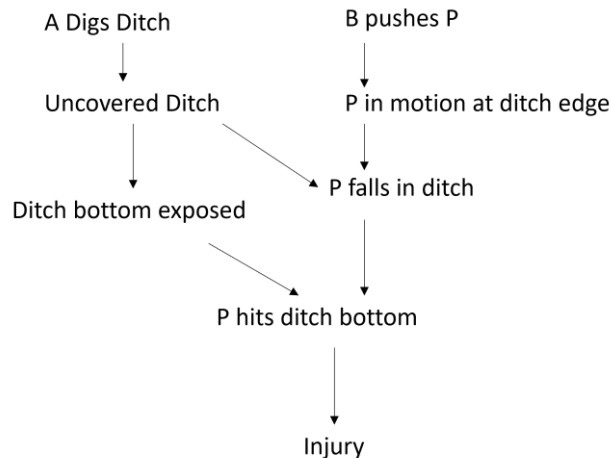 A Digs Ditch
B pushes P
Uncovered Ditch
P in motion at ditch edge
Ditch bottom exposed
P falls in ditch
P hits ditch bottom
Injury